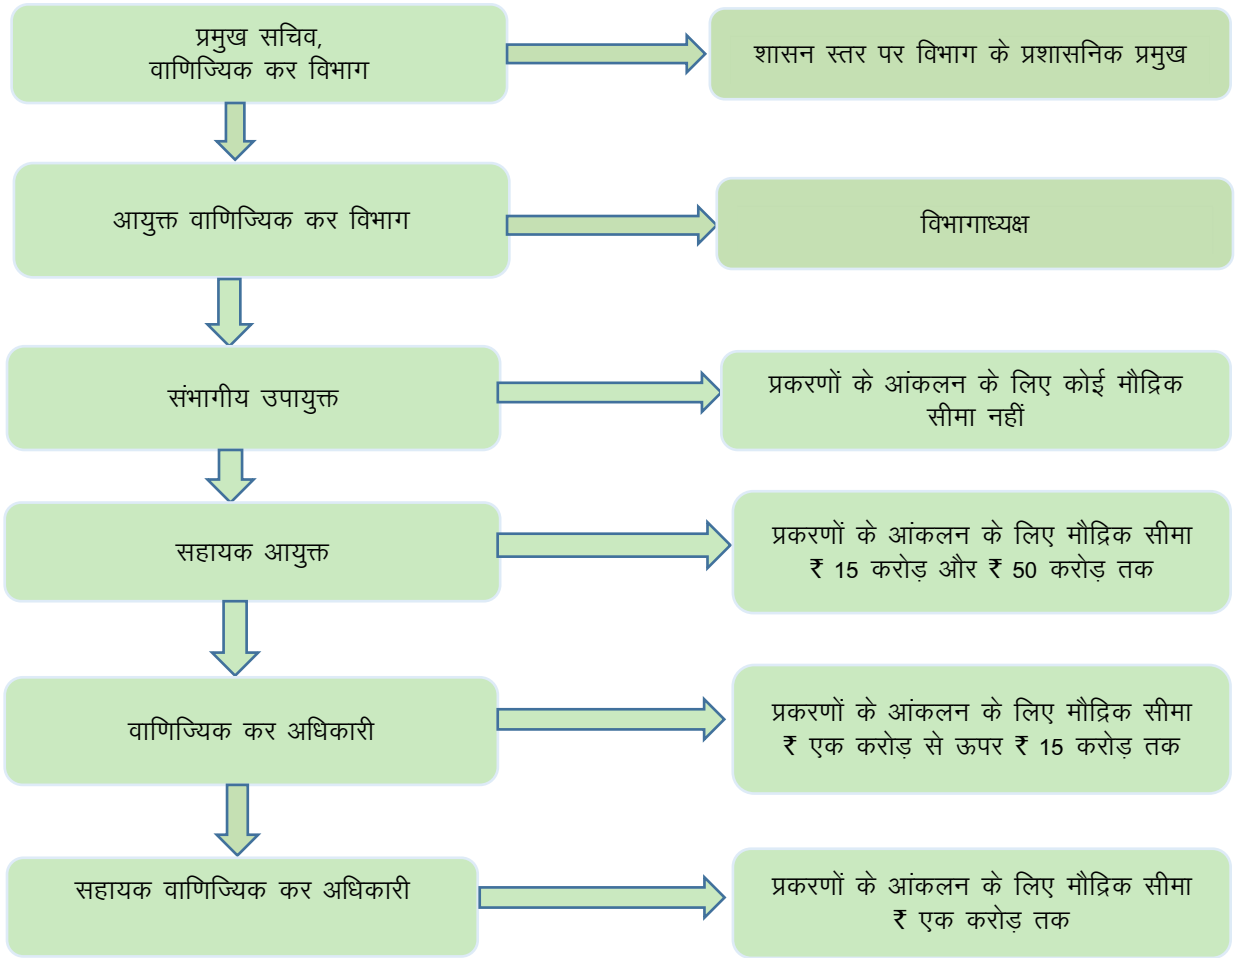 प्रमुख सचिव,
वाणिज्यिक कर विभाग
शासन स्तर पर विभाग के प्रशासनिक प्रमुख
आयुक्त वाणिज्यिक कर विभाग
विभागाध्यक्ष
संभागीय उपायुक्त
प्रकरणों के आंकलन के लिए कोई मौद्रिक
सीमा नहीं
सहायक आयुक्त
प्रकरणों के आंकलन के लिए मौद्रिक सीमा
₹ 15 करोड़ और ₹ 50 करोड़ तक
वाणिज्यिक कर अधिकारी
प्रकरणों के आंकलन के लिए मौद्रिक सीमा
₹ एक करोड़ से ऊपर ₹ 15 करोड़ तक
सहायक वाणिज्यिक कर अधिकारी
प्रकरणों के आंकलन के लिए मौद्रिक सीमा
₹ एक करोड़ तक